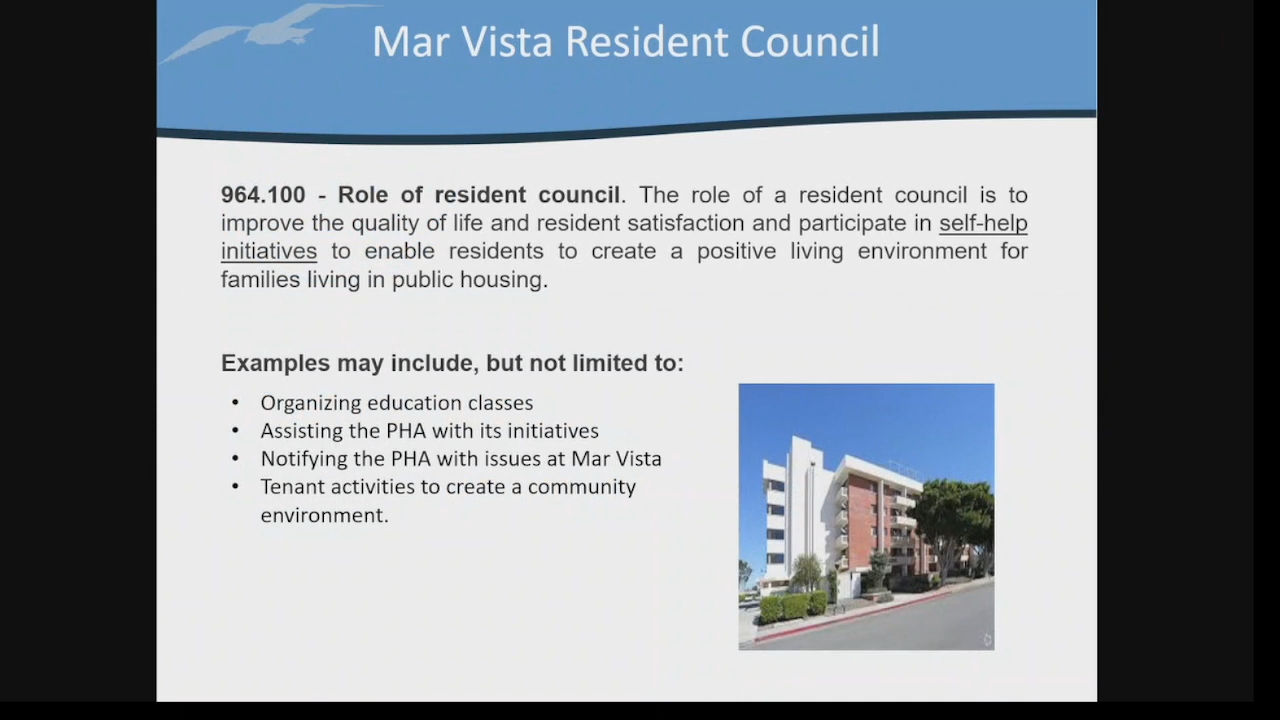 Mar Vista Resident Council
964.100 - Role of resident council. The role of a resident council is to
improve the quality of life and resident satisfaction and participate in self-help
initiatives to enable residents to create a positive living environment for
families living in public housing.
Examples may include, but not limited to:
• Organizing education classes
• Assisting the PHA with its initiatives
• Notifying the PHA with issues at Mar Vista
• Tenant activities to create a community
environment.